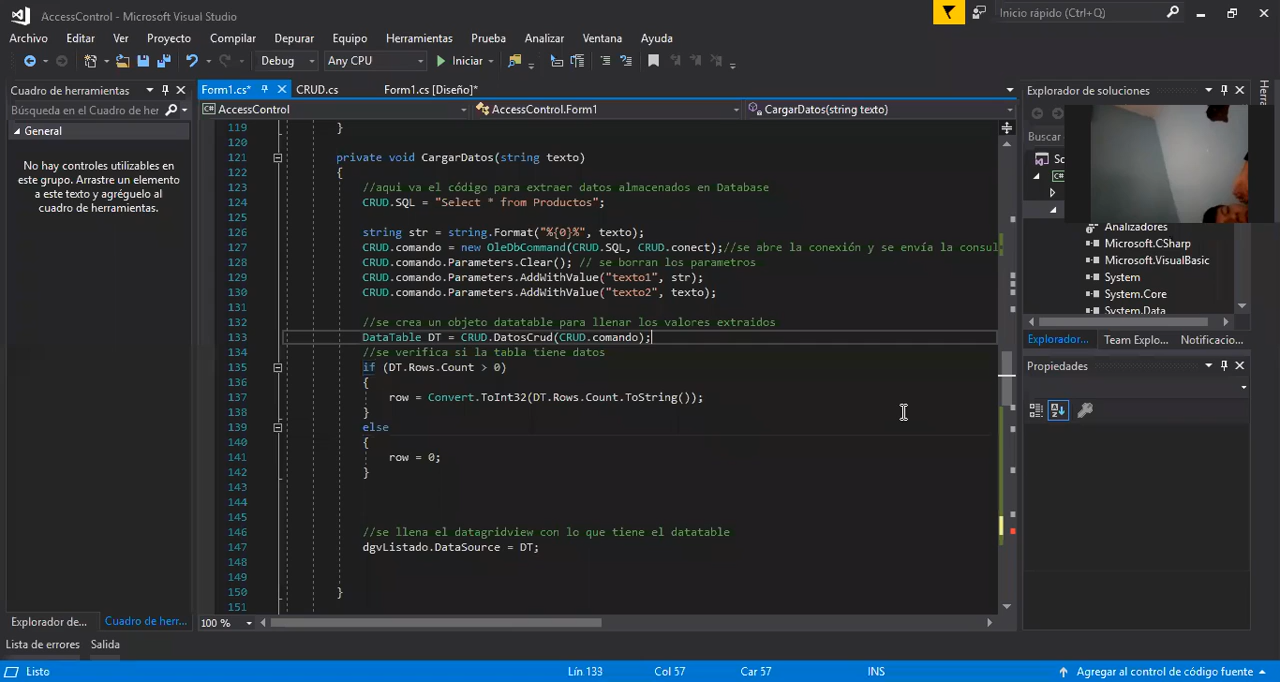 AccessControl - Microsoft Visual Studio
Inicio rápido (Ctrl+Q)
Archivo Editar Ver Proyecto Compilar Depurar Equipo Herramientas Prueba Analizar Ventana Ayuda
Debug Any CPU Iniciar
Cuadro de herramientas
Búsqueda en el Cuadro de her
General
No hay controles utilizables en
este grupo. Arrastre un elemento
a este texto y agréguelo al
cuadro de herramientas.
Explorador de... Cuadro de herr...
Form1.cs* CRUD.cs Form1.cs [Diseño]*
AccessControl AccessControl.Form1 CargarDatos(string texto)
119 }
120
121 private void CargarDatos(string texto)
122 {
123 //aqui va el código para extraer datos almacenados en Database
124 CRUD.SQL = "Select * from Productos";
125
126 string str = string.Format("%{0}%", texto);
127 CRUD.comando = new OleDbCommand(CRUD.SQL, CRUD.conect);//se abre la conexión y se envía la consul
128 CRUD.comando.Parameters.Clear(); // se borran los parametros
129 CRUD.comando.Parameters.AddWithValue("texto1", str);
130 CRUD.comando.Parameters.AddWithValue("texto2", texto);
131
132 //se crea un objeto datatable para llenar los valores extraidos
133 DataTable DT = CRUD.DatosCrud(CRUD.comando);
134 //se verifica si la tabla tiene datos
135 if (DT.Rows.Count > 0)
136 {
137 row = Convert.ToInt32(DT.Rows.Count.ToString());
138 }
139 else
140 {
141 row = 0;
142 }
143
144
145
146 //se llena el datagridview con lo que tiene el datatable
147 dgvListado.DataSource = DT;
148
149
150 }
151
100 %
Explorador de soluciones
Buscar
Sc
C#
Analizadores
Microsoft.CSharp
Microsoft.VisualBasic
System
System.Core
System.Data
Explorador... Team Explo... Notificacio...
Propiedades
Herra
Lista de errores Salida
Listo Lín 133 Col 57 Car 57 INS Agregar al control de código fuente